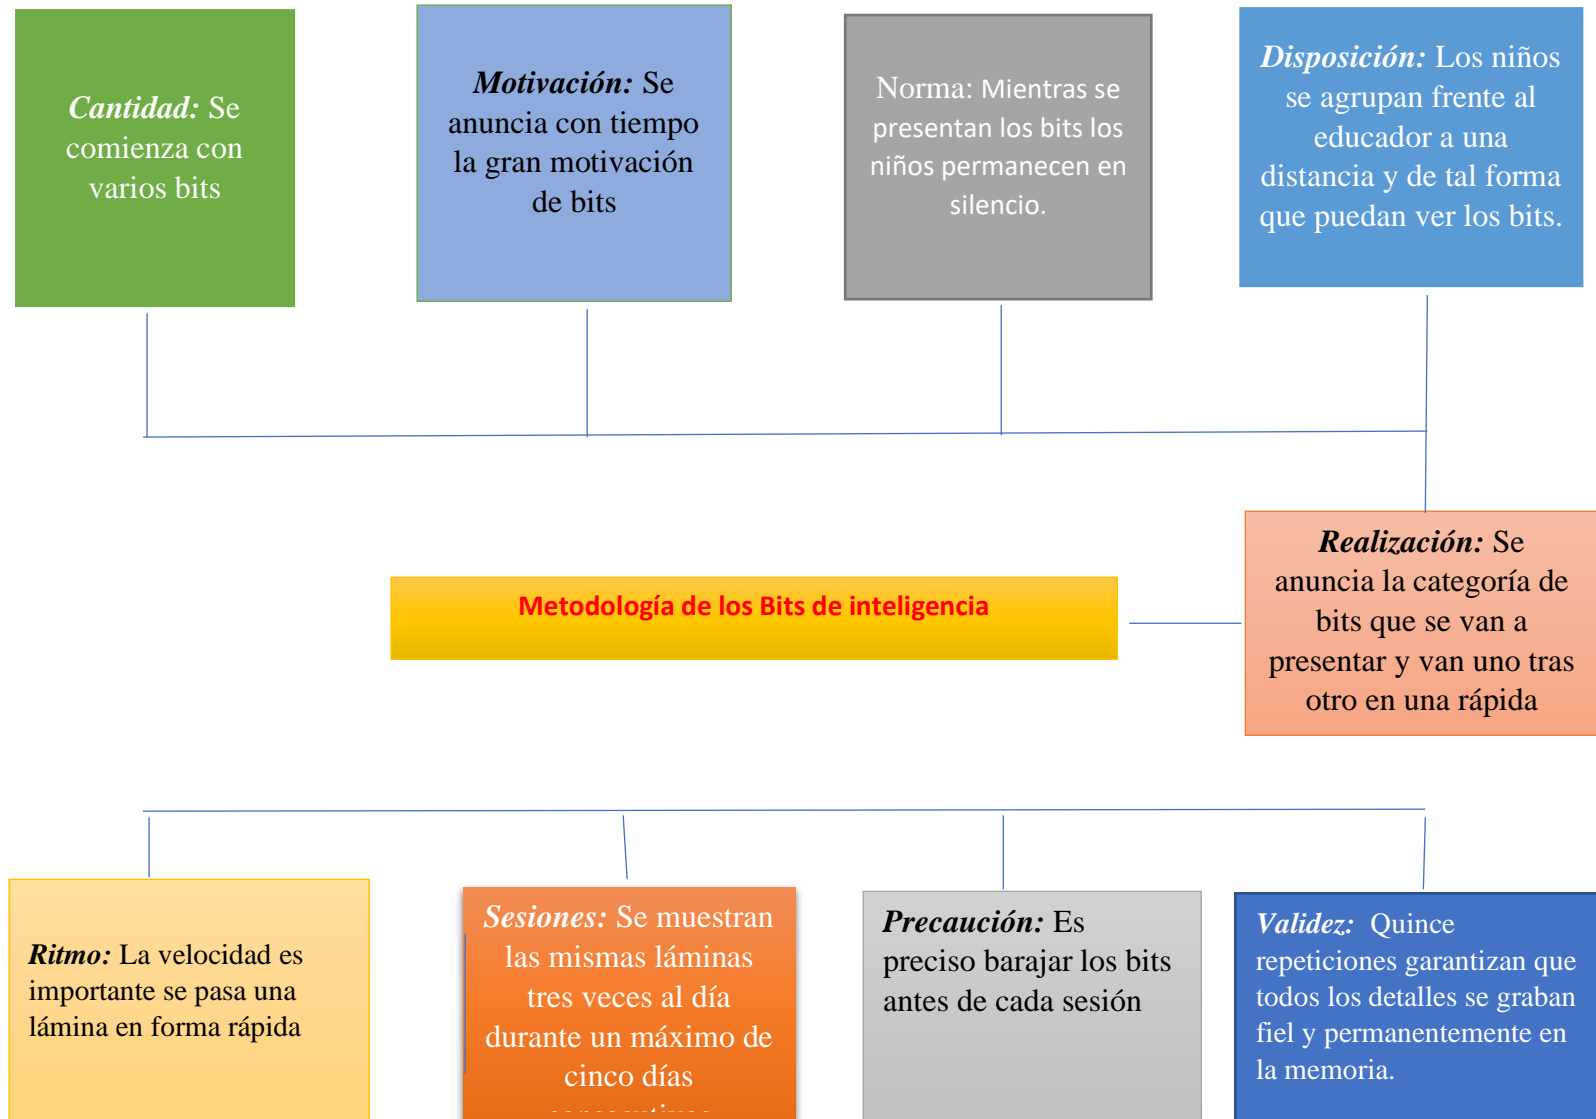 Cantidad: Se
comienza con
varios bits
Motivación: Se
anuncia con tiempo
la gran motivación
de bits
Norma: Mientras se
presentan los bits los
niños permanecen en
silencio.
Disposición: Los niños
se agrupan frente al
educador a una
distancia y de tal forma
que puedan ver los bits.
Metodología de los Bits de inteligencia
Realización: Se
anuncia la categoría de
bits que se van a
presentar y van uno tras
otro en una rápida
Ritmo: La velocidad es
importante se pasa una
lámina en forma rápida
Sesiones: Se muestran
las mismas láminas
tres veces al día
durante un máximo de
cinco días
Precaución: Es
preciso barajar los bits
antes de cada sesión
Validez: Quince
repeticiones garantizan que
todos los detalles se graban
fiel y permanentemente en
la memoria.